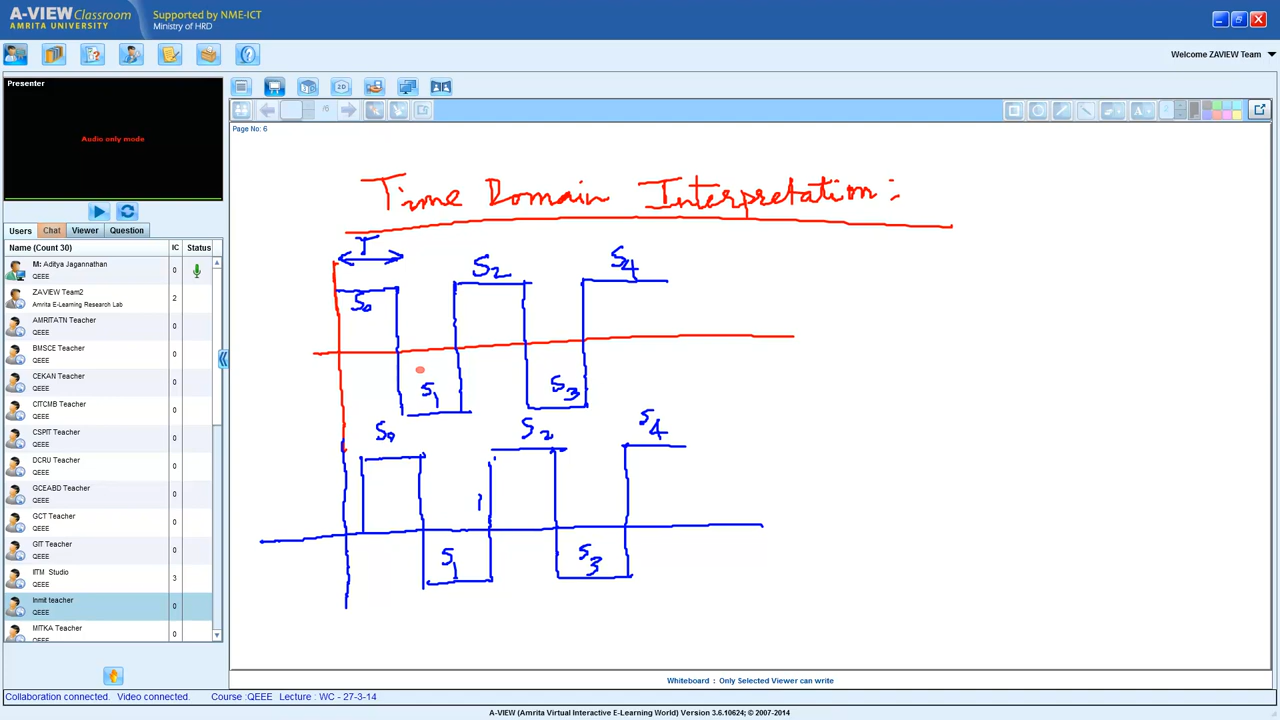 A-VIEW Classroom
AMRITA UNIVERSITY
Supported by NME-ICT
Ministry of HRD
Welcome ZAVIEW Team
Presenter
Audio only mode
Users Chat Viewer Question
Name (Count 30) IC Status
M: Aditya Jagannathan 0
QEEE
ZAVIEW Team2 2
Amrita E-Learning Research Lab
AMRITATN Teacher 0
QEEE
BMSCE Teacher 0
QEEE
CEKAN Teacher 0
QEEE
CITCMB Teacher 0
QEEE
CSPIT Teacher 0
QEEE
DCRU Teacher 0
QEEE
GCEABD Teacher 0
QEEE
GCT Teacher 0
QEEE
GIT Teacher 0
QEEE
IITM Studio 3
QEEE
Inmit teacher 0
QEEE
MITKA Teacher 0
QEEE
2D
/6
Page No: 6
Time Domain Interpretation:
T
S0 S1 S2 S3 S4
S0 S1 S2 S3 S4
Whiteboard : Only Selected Viewer can write
Collaboration connected. Video connected. Course :QEEE Lecture : WC - 27-3-14
A-VIEW (Amrita Virtual Interactive E-Learning World) Version 3.6.10624; © 2007-2014